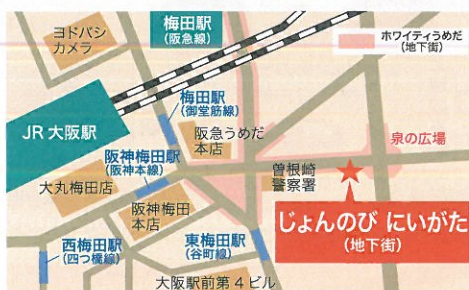 ヨドバシ
カメラ
梅田駅
(阪急線)
ホワイティうめだ
(地下街)
梅田駅
(御堂筋線)
JR 大阪駅
阪急うめだ
本店
泉の広場
阪神梅田駅
(阪神本線)
曽根崎
警察署
大丸梅田店
阪神梅田
本店
じょんのび にいがた
(地下街)
西梅田駅
(四つ橋線)
東梅田駅
(谷町線)
大阪駅前第4ビル